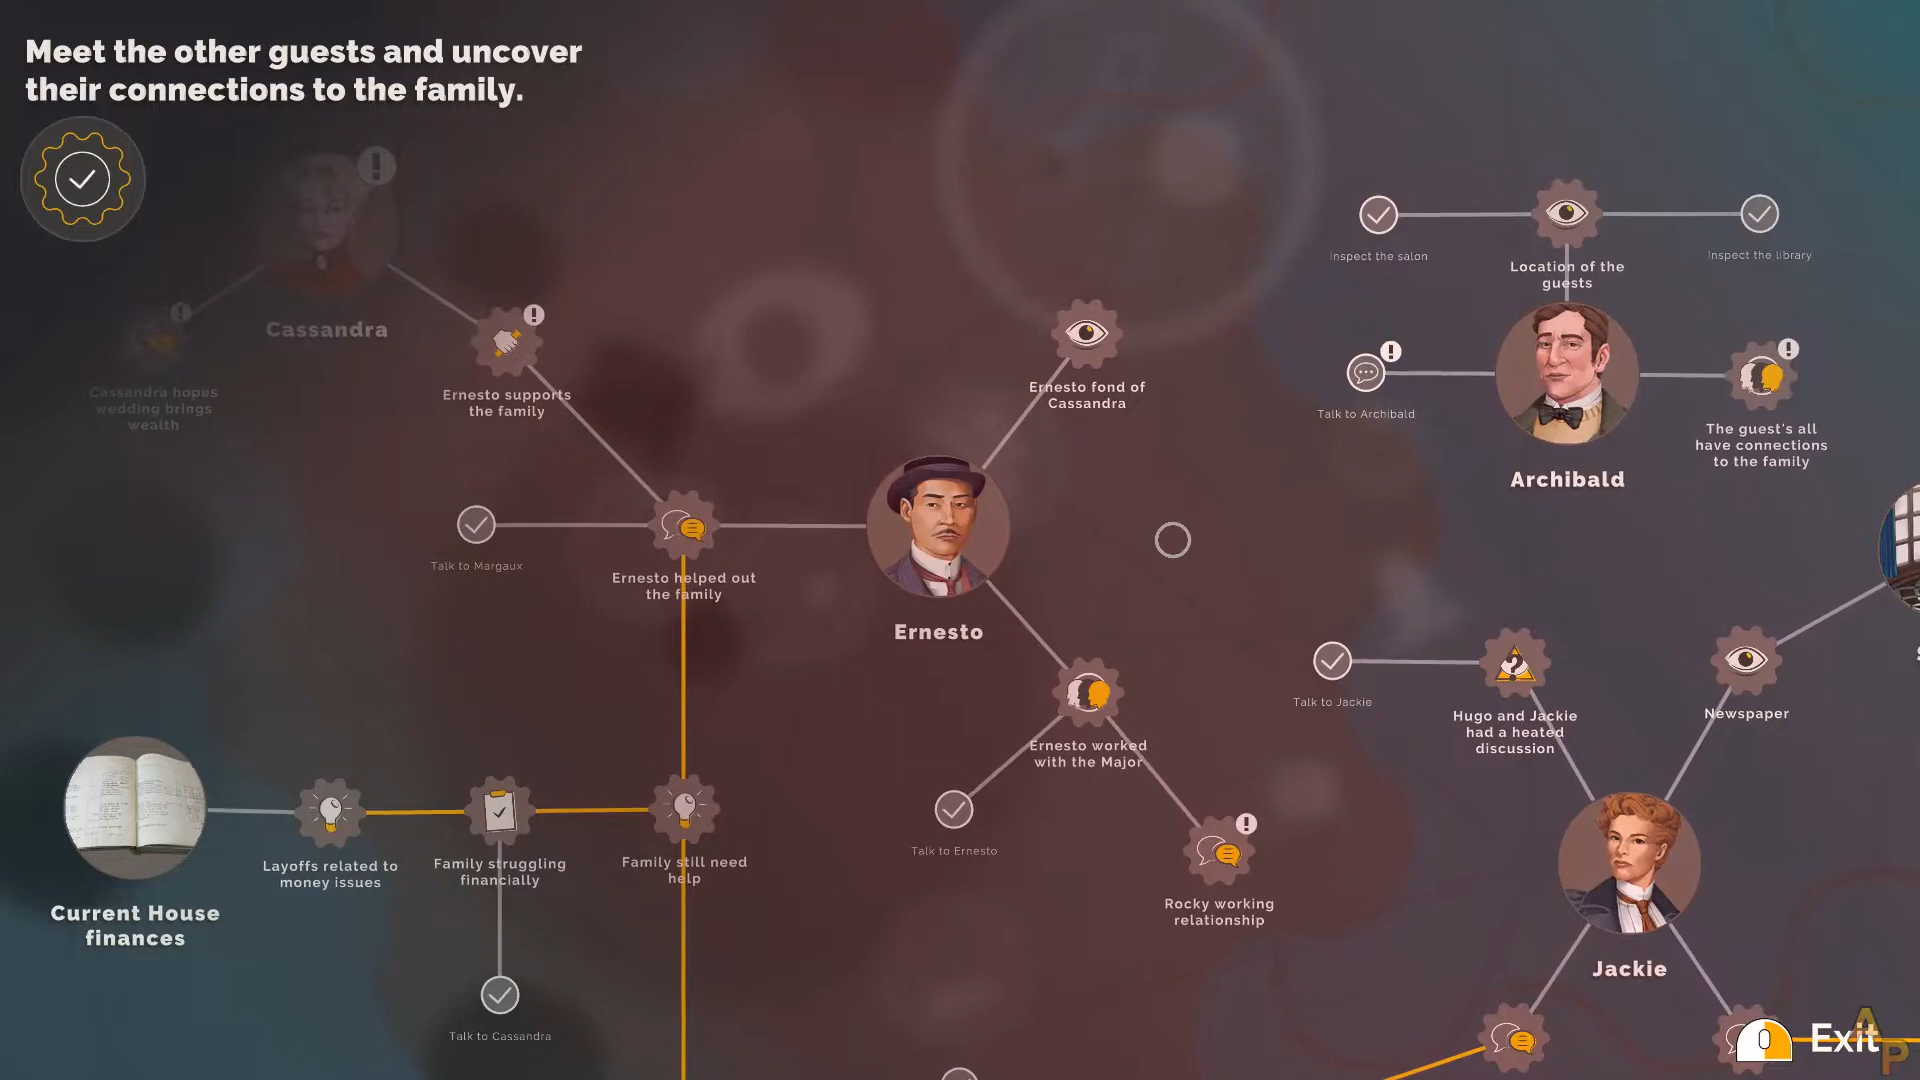 Meet the other guests and uncover
their connections to the family.
Cassandra
Cassandra hopes
wedding brings
wealth
Ernesto supports
the family
Ernesto fond of
Cassandra
Inspect the salon
Location of the
guests
Inspect the library
Talk to Archibald
Archibald
The guest's all
have connections
to the family
Talk to Margaux
Ernesto helped out
the family
Ernesto
Ernesto worked
with the Major
Talk to Ernesto
Rocky working
relationship
Talk to Jackie
Hugo and Jackie
had a heated
discussion
Newspaper
Jackie
Current House
finances
Layoffs related to
money issues
Family struggling
financially
Family still need
help
Talk to Cassandra
Exit
AP